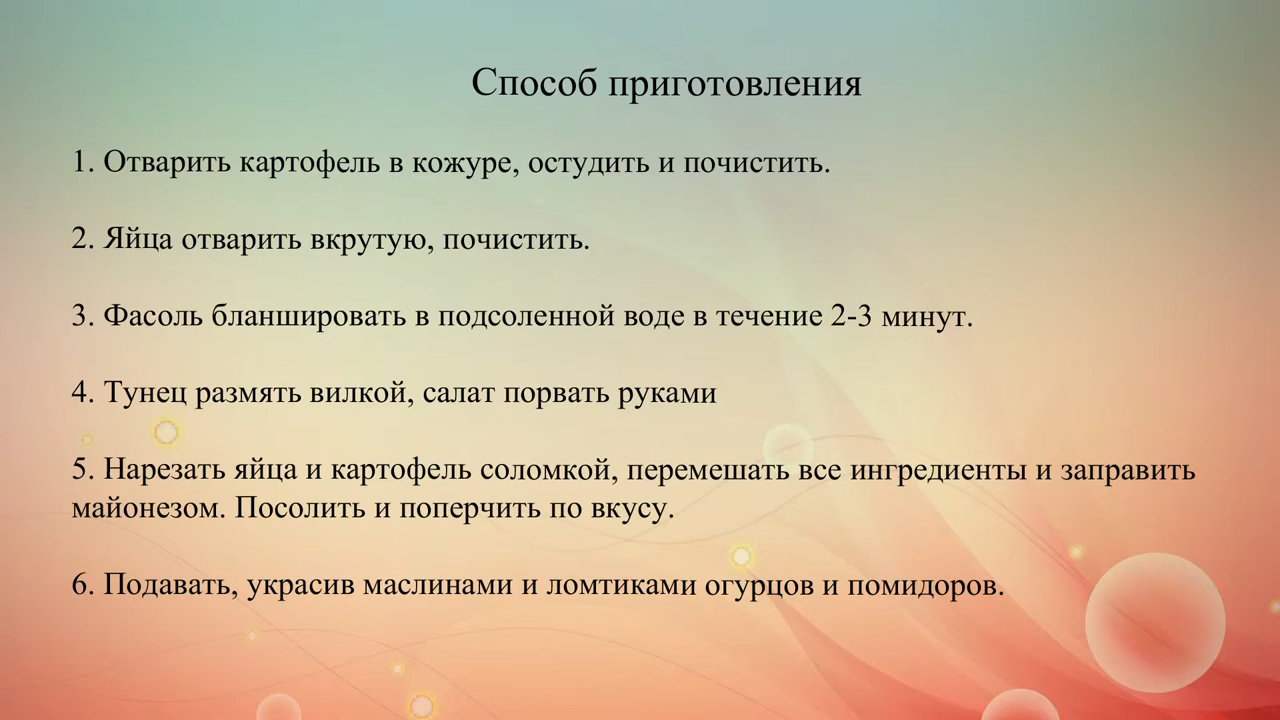 Способ приготовления
1. Отварить картофель в кожуре, остудить и почистить.
2. Яйца отварить вкрутую, почистить.
3. Фасоль бланшировать в подсоленной воде в течение 2-3 минут.
4. Тунец размять вилкой, салат порвать руками
5. Нарезать яйца и картофель соломкой, перемешать все ингредиенты и заправить
майонезом. Посолить и поперчить по вкусу.
6. Подавать, украсив маслинами и ломтиками огурцов и помидоров.